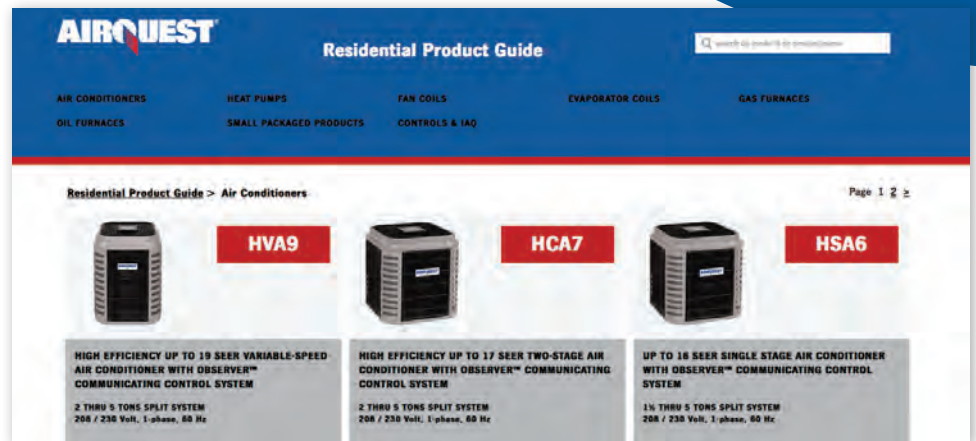 AIRQUEST®
Residential Product Guide
AIR CONDITIONERS
HEAT PUMPS
FAN COILS
EVAPORATOR COILS
GAS FURNACES
OIL FURNACES
SMALL PACKAGED PRODUCTS
CONTROLS & IAQ
Residential Product Guide > Air Conditioners
Page 1 2 >
HVA9
HCA7
HSA6
HIGH EFFICIENCY UP TO 19 SEER VARIABLE-SPEED
AIR CONDITIONER WITH OBSERVER™
COMMUNICATING CONTROL SYSTEM
2 THRU 5 TONS SPLIT SYSTEM
208 / 230 Volt, 1-phase, 60 Hz
HIGH EFFICIENCY UP TO 17 SEER TWO-STAGE AIR
CONDITIONER WITH OBSERVER™ COMMUNICATING
CONTROL SYSTEM
2 THRU 5 TONS SPLIT SYSTEM
208 / 230 Volt, 1-phase, 60 Hz
UP TO 16 SEER SINGLE STAGE AIR CONDITIONER
WITH OBSERVER™ COMMUNICATING CONTROL
SYSTEM
1½ THRU 5 TONS SPLIT SYSTEM
208 / 230 Volt, 1-phase, 60 Hz